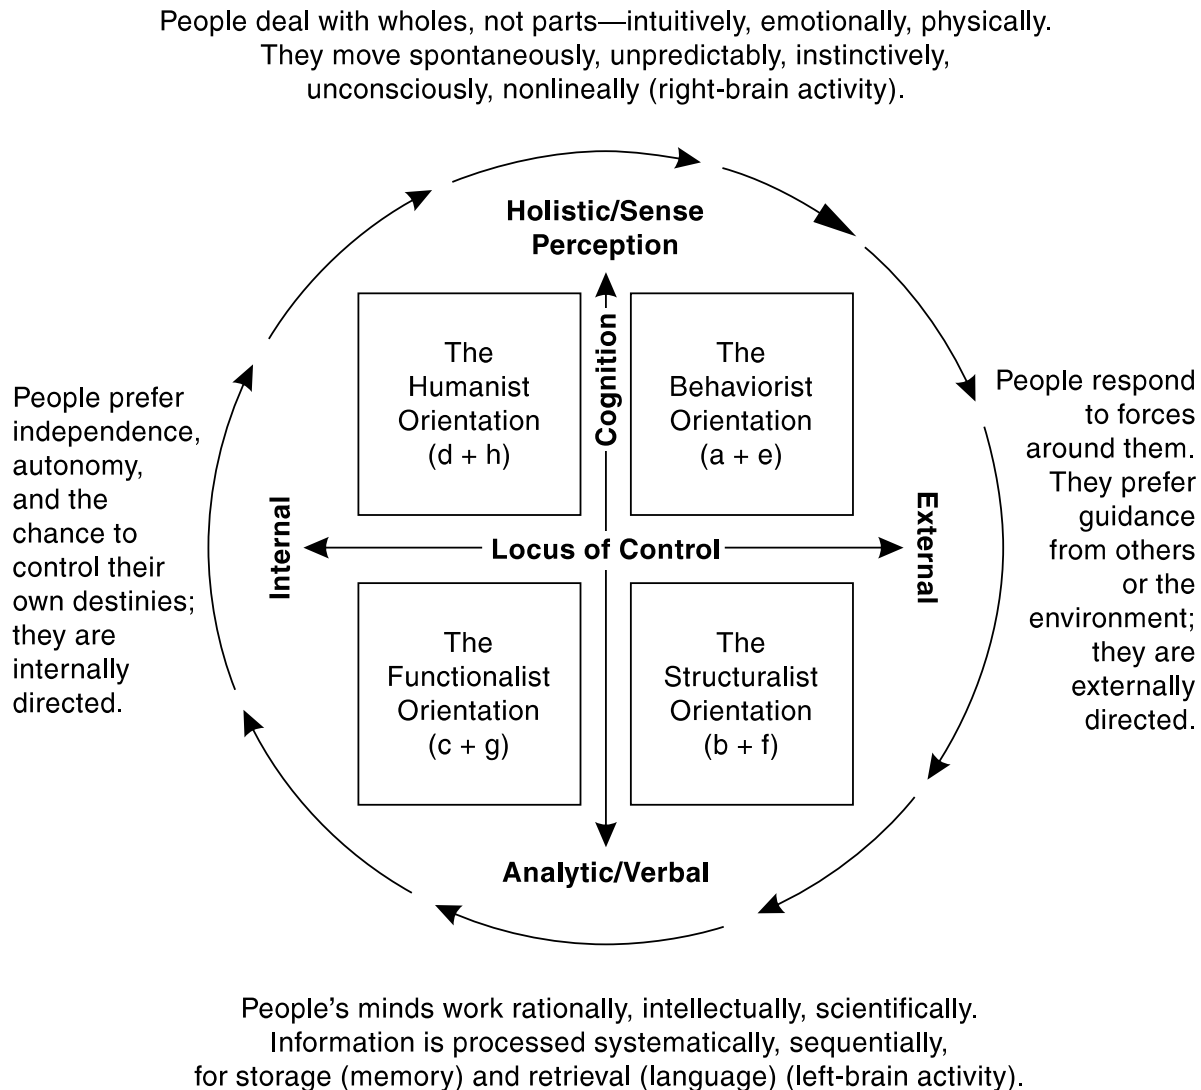 People deal with wholes, not parts—intuitively, emotionally, physically.
They move spontaneously, unpredictably, instinctively,
unconsciously, nonlineally (right-brain activity).
Holistic/Sense
Perception
The
Humanist
Orientation
(d + h)
Cognition
The
Behaviorist
Orientation
(a + e)
People prefer
independence,
autonomy,
and the
chance to
control their
own destinies;
they are
internally
directed.
Internal
Locus of Control
External
People respond
to forces
around them.
They prefer
guidance
from others
or the
environment;
they are
externally
directed.
The
Functionalist
Orientation
(c + g)
The
Structuralist
Orientation
(b + f)
Analytic/Verbal
People’s minds work rationally, intellectually, scientifically.
Information is processed systematically, sequentially,
for storage (memory) and retrieval (language) (left-brain activity).